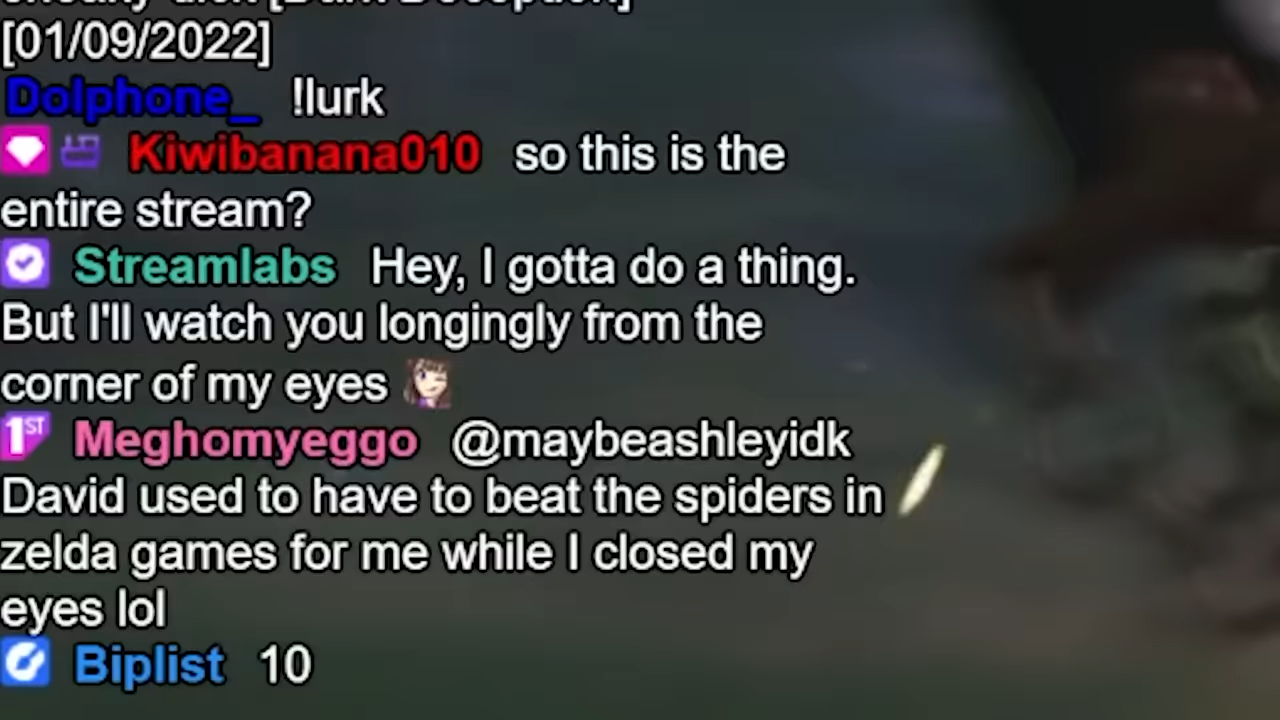 [01/09/2022]
Dolphone_ !lurk
Kiwibanana010 so this is the
entire stream?
Streamlabs Hey, I gotta do a thing.
But I'll watch you longingly from the
corner of my eyes
1ST Meghomyeggo @maybeashleyidk
David used to have to beat the spiders in
zelda games for me while I closed my
eyes lol
Biplist 10